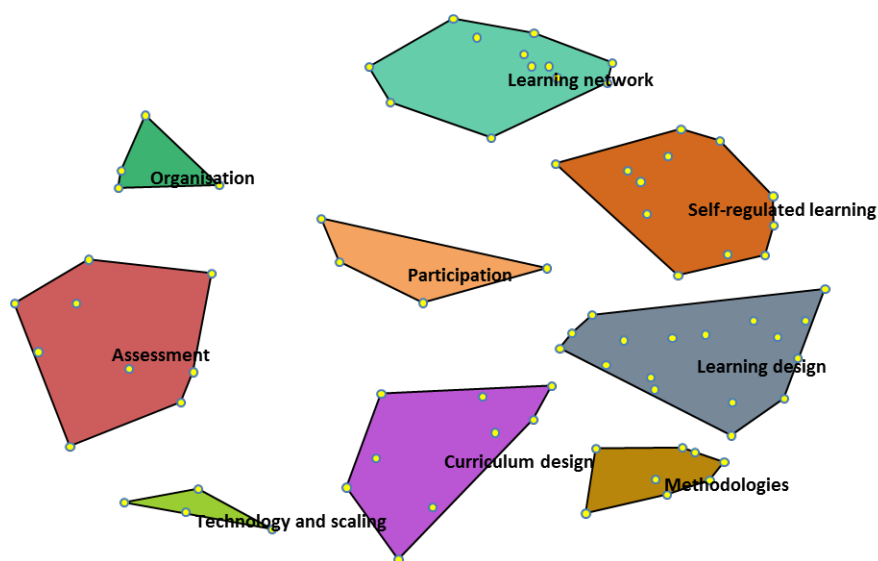 Learning network
Organisation
Self-regulated learning
Participation
Assessment
Learning design
Curriculum design
Methodologies
Technology and scaling